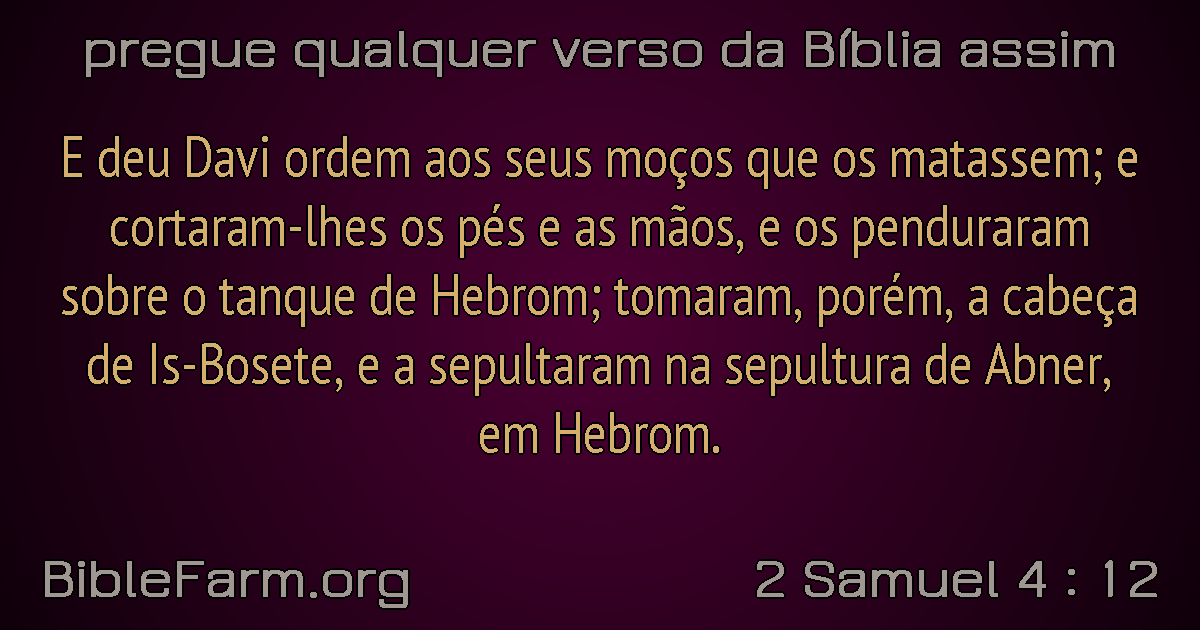 pregue qualquer verso da Bíblia assim
E deu Davi ordem aos seus moços que os matassem; e
cortaram-lhes os pés e as mãos, e os penduraram
sobre o tanque de Hebrom; tomaram, porém, a cabeça
de Is-Bosete, e a sepultaram na sepultura de Abner,
em Hebrom.
BibleFarm.org
2 Samuel 4 : 12